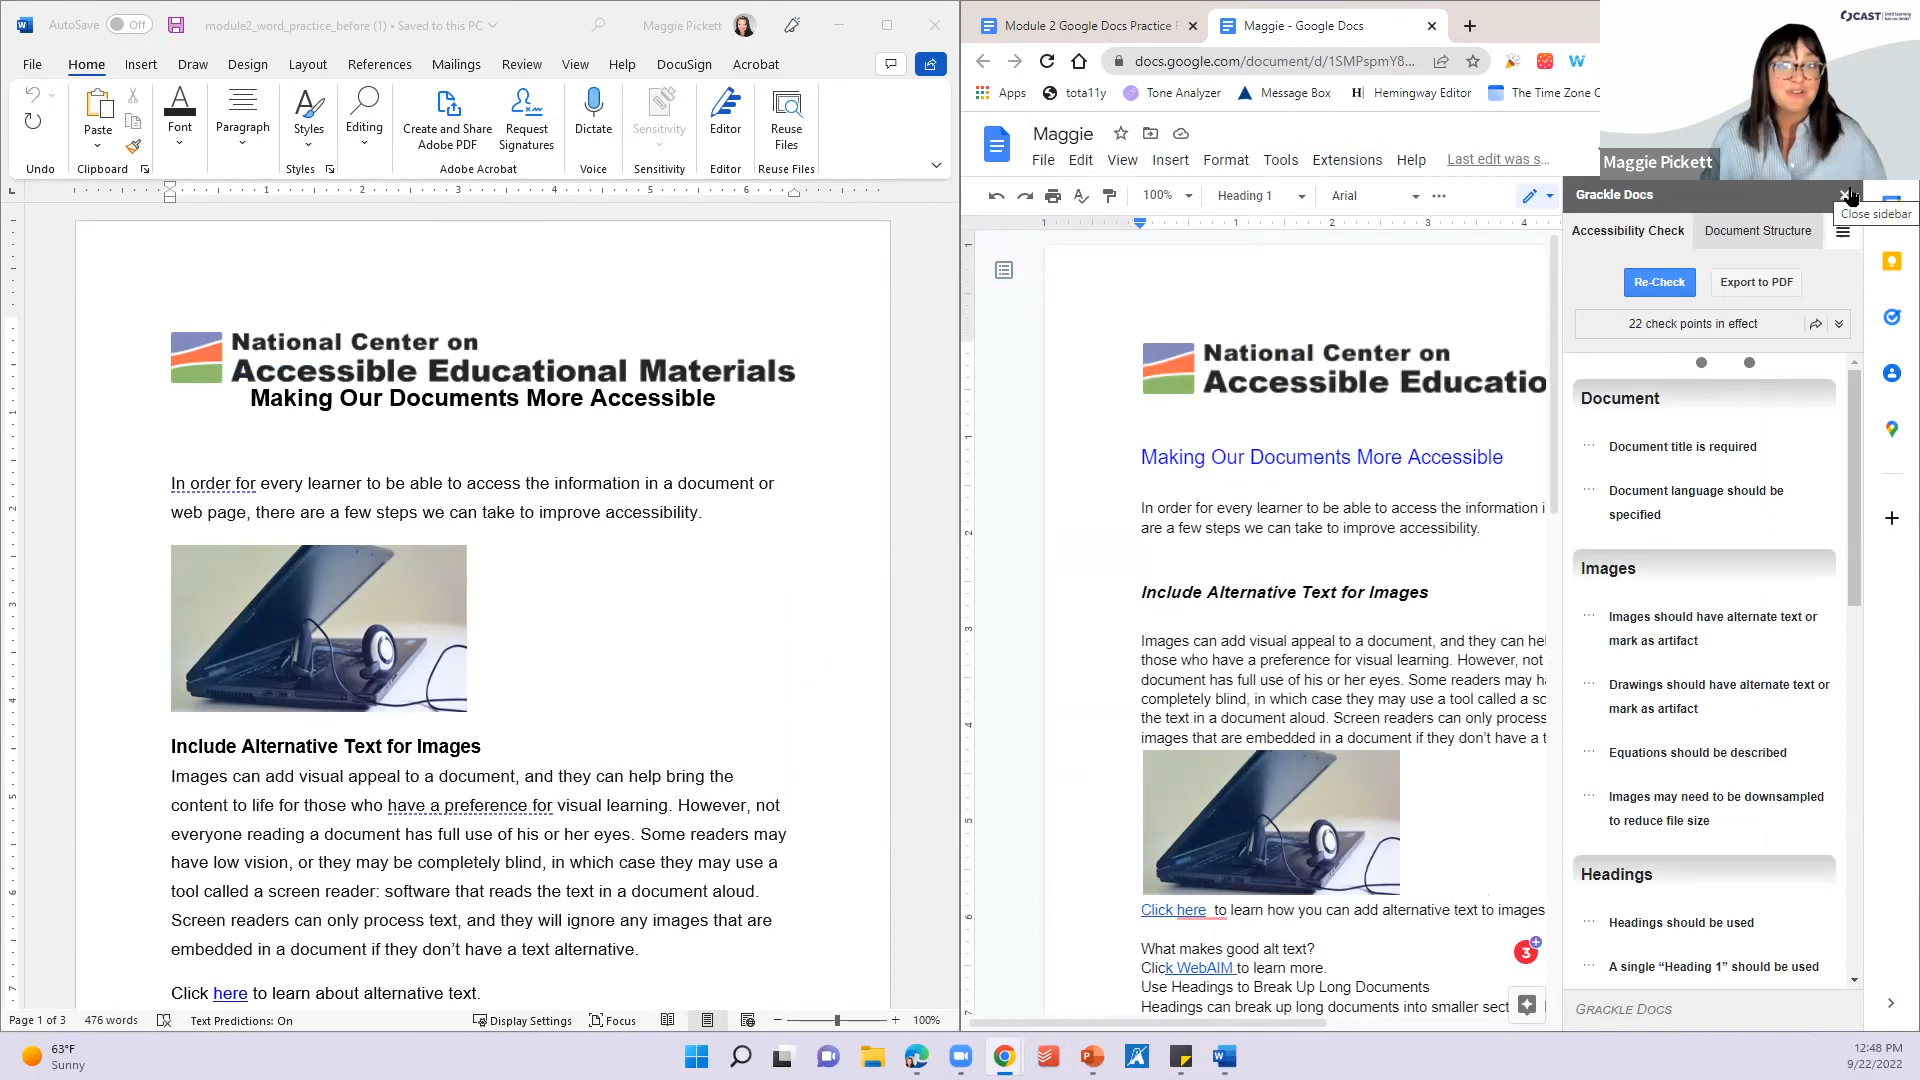 AutoSave Off module2_word_practice_before (1) • Saved to this PC Maggie Pickett
File Home Insert Draw Design Layout References Mailings Review View Help DocuSign Acrobat
Paste Font Paragraph Styles Editing Create and Share Adobe PDF Request Signatures Dictate Sensitivity Editor Reuse Files
Undo Clipboard Styles Adobe Acrobat Voice Sensitivity Editor Reuse Files
1 2 3 4 5 6
National Center on
Accessible Educational Materials
Making Our Documents More Accessible
In order for every learner to be able to access the information in a document or
web page, there are a few steps we can take to improve accessibility.
Include Alternative Text for Images
Images can add visual appeal to a document, and they can help bring the
content to life for those who have a preference for visual learning. However, not
everyone reading a document has full use of his or her eyes. Some readers may
have low vision, or they may be completely blind, in which case they may use a
tool called a screen reader: software that reads the text in a document aloud.
Screen readers can only process text, and they will ignore any images that are
embedded in a document if they don't have a text alternative.
Click here to learn about alternative text.
Page 1 of 3 476 words Text Predictions: On Display Settings Focus 100%
Module 2 Google Docs Practice Maggie - Google Docs
docs.google.com/document/d/1SMPspmY8...
Apps tota11y Tone Analyzer Message Box Hemingway Editor The Time Zone C
Maggie
File Edit View Insert Format Tools Extensions Help Last edit was s...
100% Heading 1 Arial
1 1 2 3 4
National Center on
Accessible Educatio
Making Our Documents More Accessible
In order for every learner to be able to access the information i
are a few steps we can take to improve accessibility.
Include Alternative Text for Images
Images can add visual appeal to a document, and they can hel
those who have a preference for visual learning. However, not
document has full use of his or her eyes. Some readers may ha
completely blind, in which case they may use a tool called a sc
the text in a document aloud. Screen readers can only process
images that are embedded in a document if they don't have a t
Click here to learn how you can add alternative text to images
What makes good alt text?
Click WebAIM to learn more.
Use Headings to Break Up Long Documents
Headings can break up long documents into smaller sect
3
CAST
Maggie Pickett
Grackle Docs
Close sidebar
Accessibility Check Document Structure
Re-Check Export to PDF
22 check points in effect
Document
Document title is required
Document language should be
specified
Images
Images should have alternate text or
mark as artifact
Drawings should have alternate text or
mark as artifact
Equations should be described
Images may need to be downsampled
to reduce file size
Headings
Headings should be used
A single “Heading 1” should be used
GRACKLE DOCS
63°F
Sunny
12:48 PM
9/22/2022